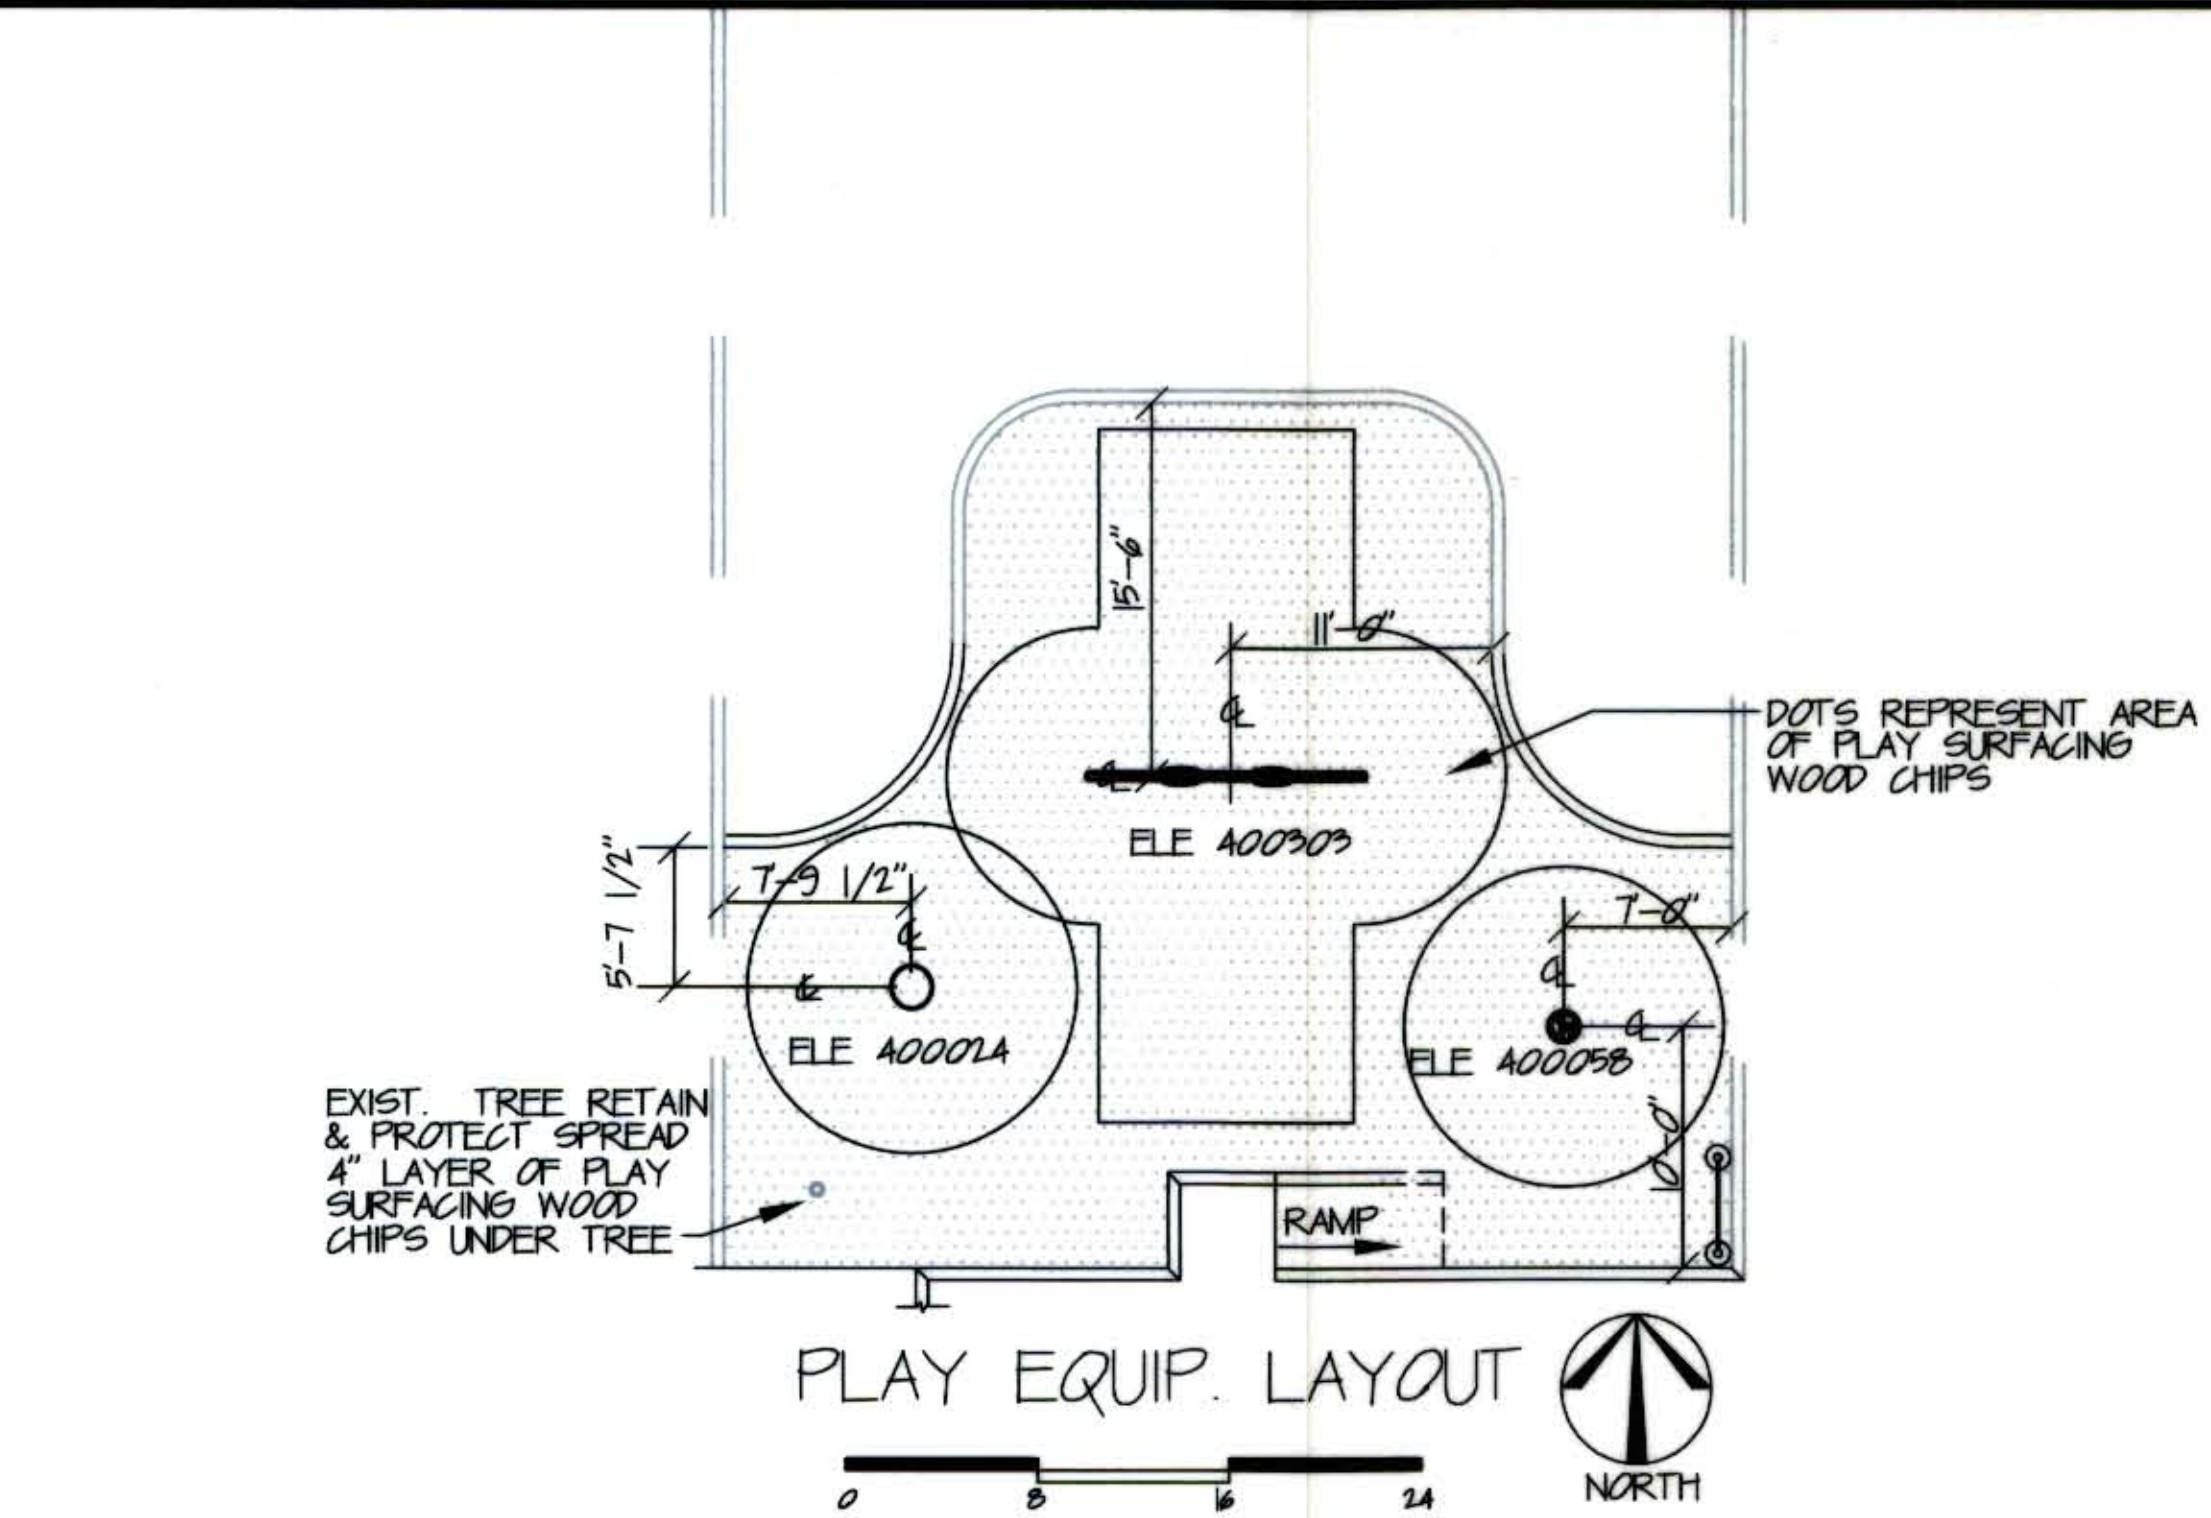 15'-6"
11'-0"
℄
DOTS REPRESENT AREA
OF PLAY SURFACING
WOOD CHIPS
℄
ELE 400303
5'-7 1/2"
7'-9 1/2"
℄
℄
ELE 400024
7'-0"
℄
℄
ELE 400058
10'-0"
EXIST. TREE RETAIN
& PROTECT SPREAD
4" LAYER OF PLAY
SURFACING WOOD
CHIPS UNDER TREE
RAMP
PLAY EQUIP. LAYOUT
0 8 16 24
NORTH